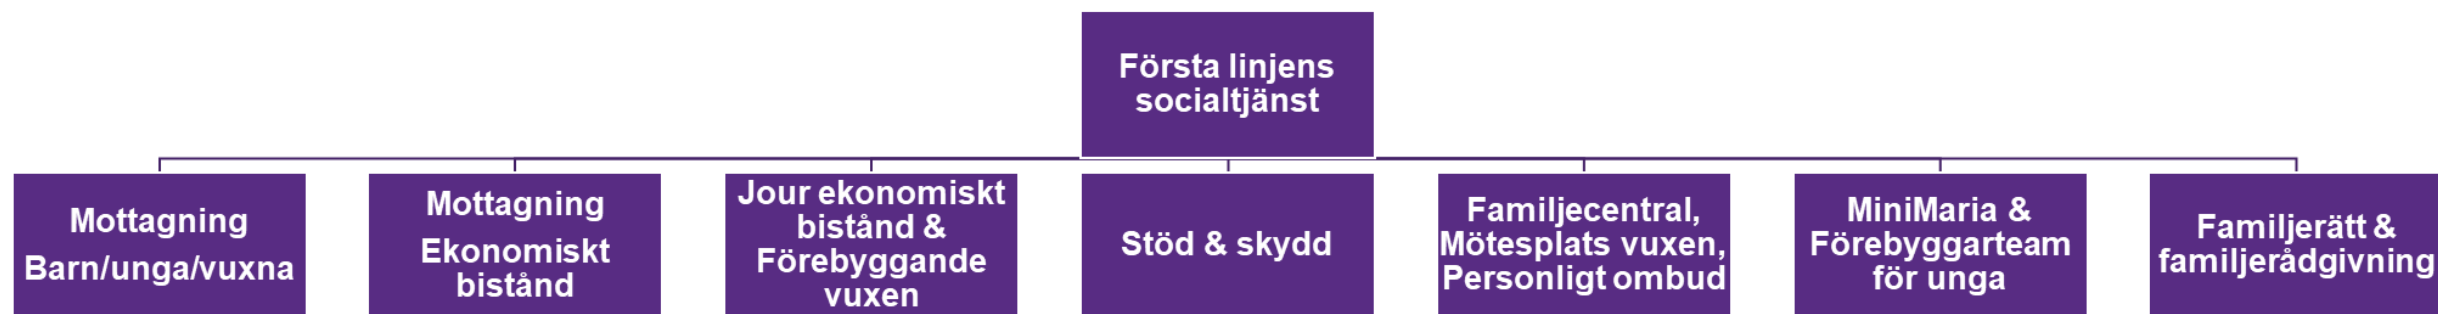 Första linjens
socialtjänst
Mottagning
Barn/unga/vuxna
Mottagning
Ekonomiskt
bistånd
Jour ekonomiskt
bistånd &
Förebyggande
vuxen
Stöd & skydd
Familjecentral,
Mötesplats vuxen,
Personligt ombud
MiniMaria &
Förebyggarteam
för unga
Familjerätt &
familjerådgivning